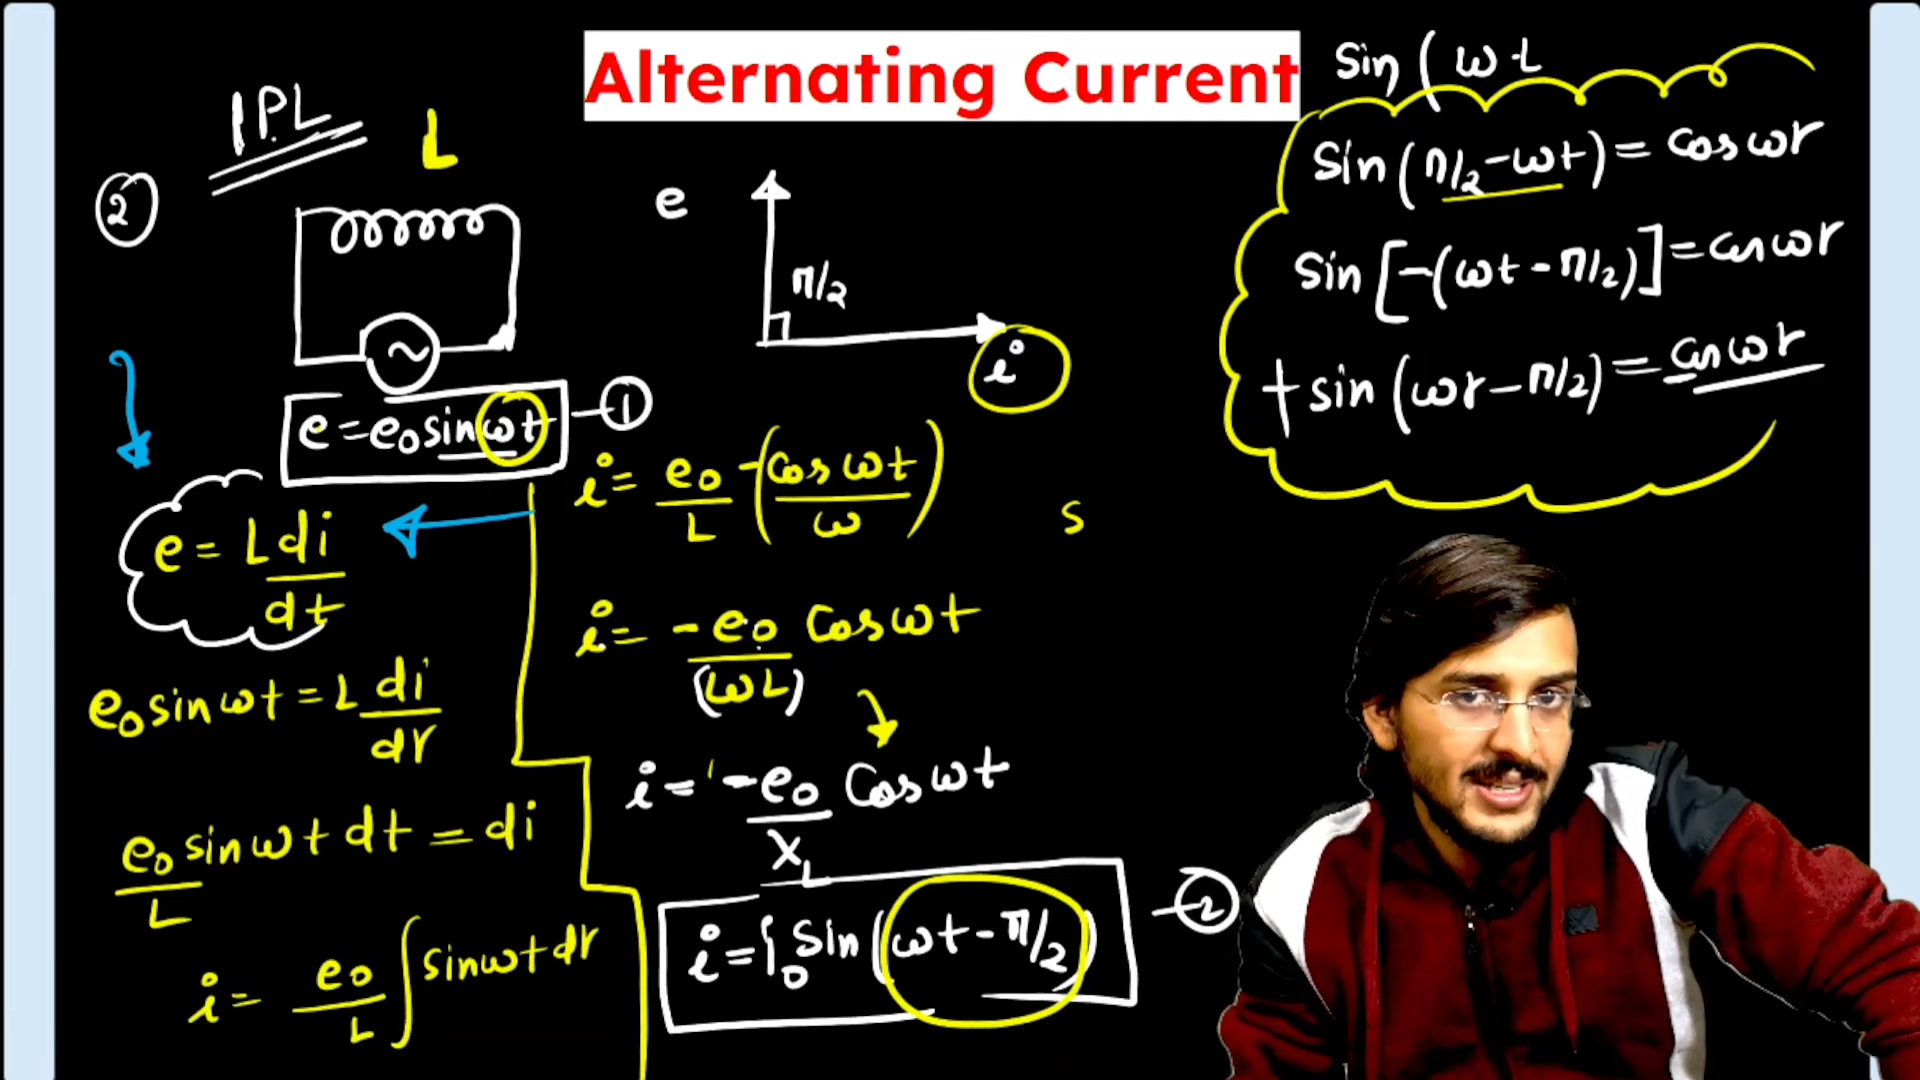 Alternating Current
IPL
②
L
e = e₀ sin ωt —①
e = L di/dt
e₀ sin ωt = L di/dt
e₀/L sin ωt dt = di
i = e₀/L ∫ sin ωt dt
e
π/2
i
i = e₀/L (-cos ωt/ω)
s
i = -e₀/(ωL) cos ωt
i = -e₀/X_L cos ωt
i = i₀ sin (ωt - π/2) —②
sin ( ωt
sin (π/2 - ωt) = cos ωt
sin [-(ωt - π/2)] = cos ωt
+ sin (ωt - π/2) = cos ωt